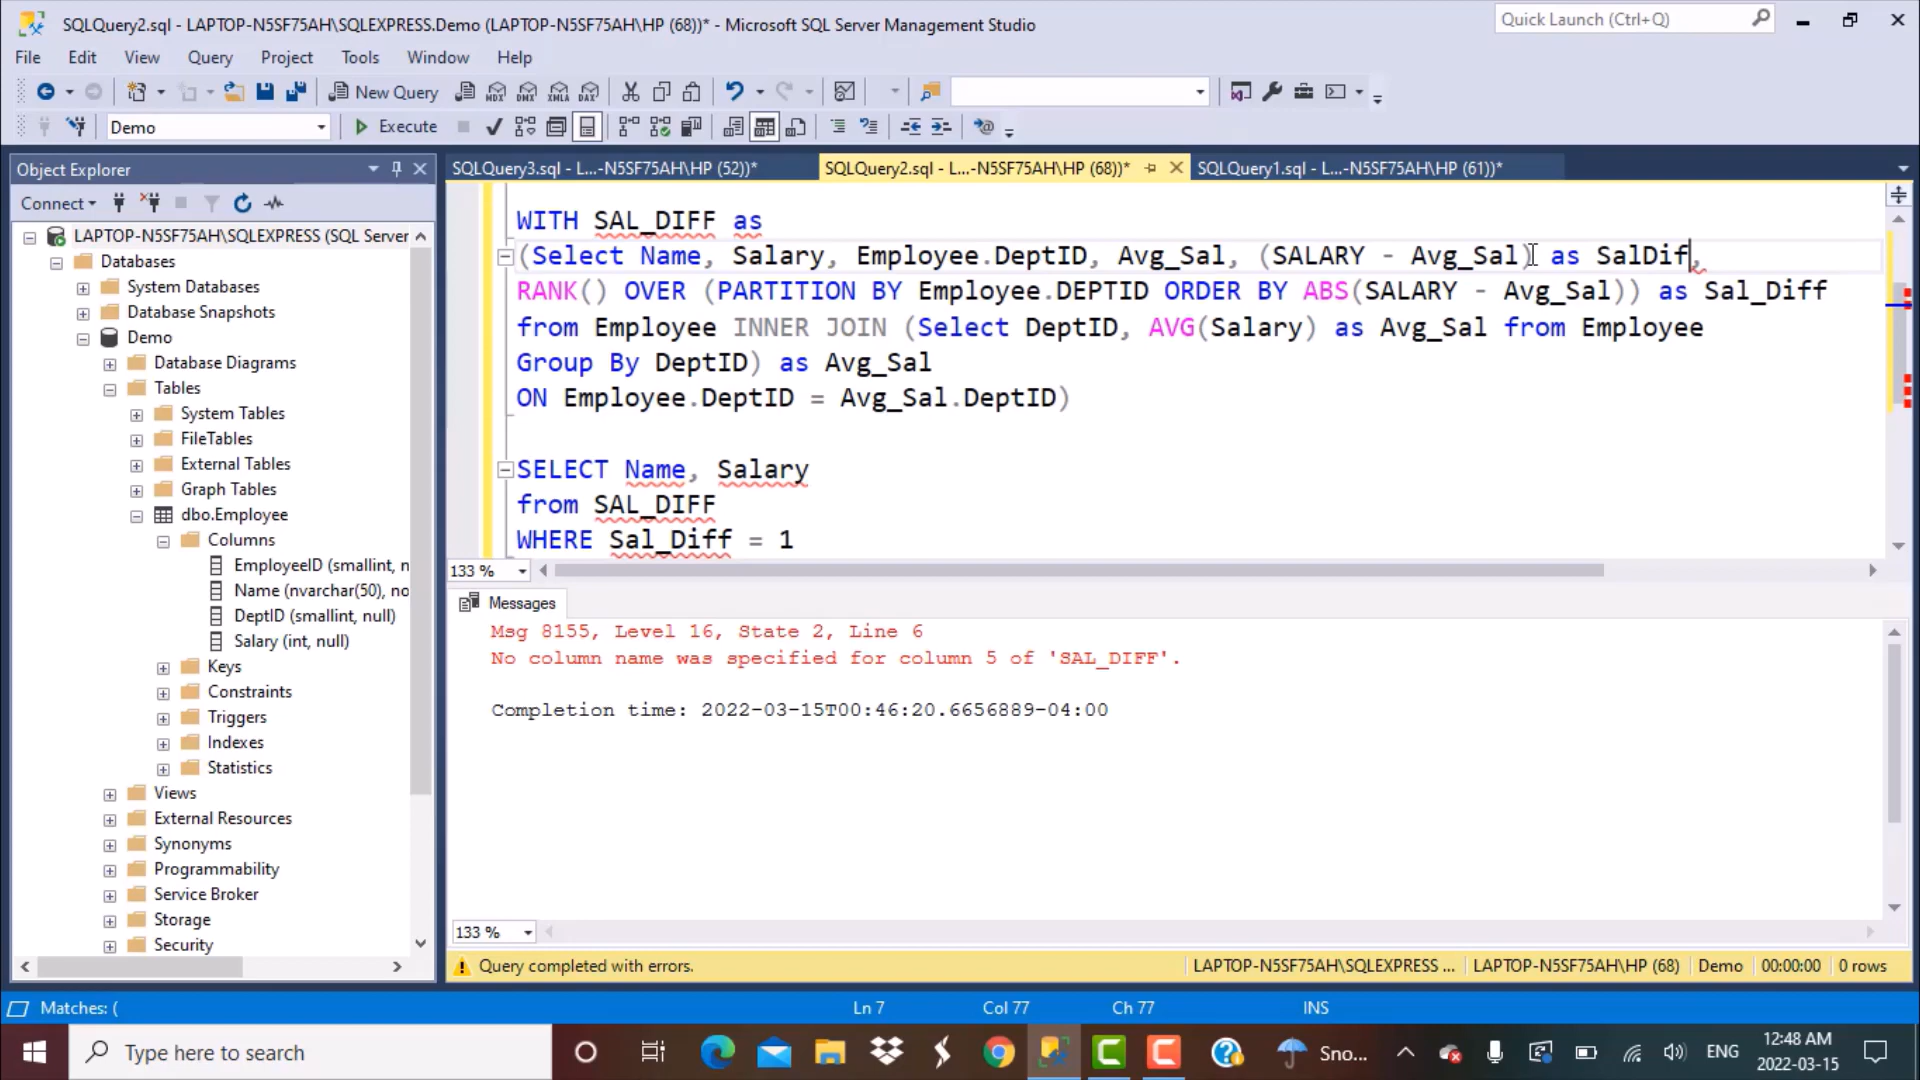 SQLQuery2.sql - LAPTOP-N5SF75AH\SQLEXPRESS.Demo (LAPTOP-N5SF75AH\HP (68))* - Microsoft SQL Server Management Studio
Quick Launch (Ctrl+Q)
File Edit View Query Project Tools Window Help
New Query
MDX DMX XMLA DAX
Demo
Execute
Object Explorer
SQLQuery3.sql - L...-N5SF75AH\HP (52))*
SQLQuery2.sql - L...-N5SF75AH\HP (68))*
SQLQuery1.sql - L...-N5SF75AH\HP (61))*
Connect
LAPTOP-N5SF75AH\SQLEXPRESS (SQL Server
Databases
System Databases
Database Snapshots
Demo
Database Diagrams
Tables
System Tables
FileTables
External Tables
Graph Tables
dbo.Employee
Columns
EmployeeID (smallint, n
Name (nvarchar(50), no
DeptID (smallint, null)
Salary (int, null)
Keys
Constraints
Triggers
Indexes
Statistics
Views
External Resources
Synonyms
Programmability
Service Broker
Storage
Security
WITH SAL_DIFF as
(Select Name, Salary, Employee.DeptID, Avg_Sal, (SALARY - Avg_Sal) as SalDif,
RANK() OVER (PARTITION BY Employee.DEPTID ORDER BY ABS(SALARY - Avg_Sal)) as Sal_Diff
from Employee INNER JOIN (Select DeptID, AVG(Salary) as Avg_Sal from Employee
Group By DeptID) as Avg_Sal
ON Employee.DeptID = Avg_Sal.DeptID)
SELECT Name, Salary
from SAL_DIFF
WHERE Sal_Diff = 1
133 %
Messages
Msg 8155, Level 16, State 2, Line 6
No column name was specified for column 5 of 'SAL_DIFF'.
Completion time: 2022-03-15T00:46:20.6656889-04:00
133 %
Query completed with errors.
LAPTOP-N5SF75AH\SQLEXPRESS ... LAPTOP-N5SF75AH\HP (68) Demo 00:00:00 0 rows
Matches: (
Ln 7 Col 77 Ch 77 INS
Type here to search
Sno...
ENG
12:48 AM
2022-03-15